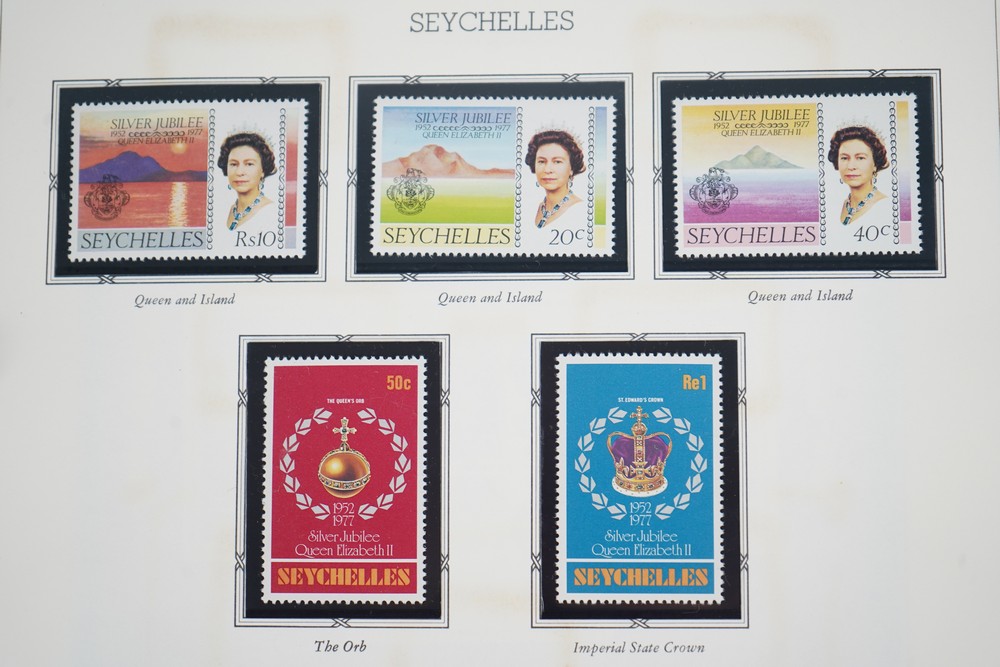 SEYCHELLES
SILVER JUBILEE
1952 1977
QUEEN ELIZABETH II
SEYCHELLES
Rs10
Queen and Island
SILVER JUBILEE
1952 1977
QUEEN ELIZABETH II
SEYCHELLES
20c
Queen and Island
SILVER JUBILEE
1952 1977
QUEEN ELIZABETH II
SEYCHELLES
40c
Queen and Island
50c
THE QUEEN'S ORB
1952
1977
Silver Jubilee
Queen Elizabeth II
SEYCHELLES
The Orb
Re1
ST. EDWARD'S CROWN
1952
1977
Silver Jubilee
Queen Elizabeth II
SEYCHELLES
Imperial State Crown